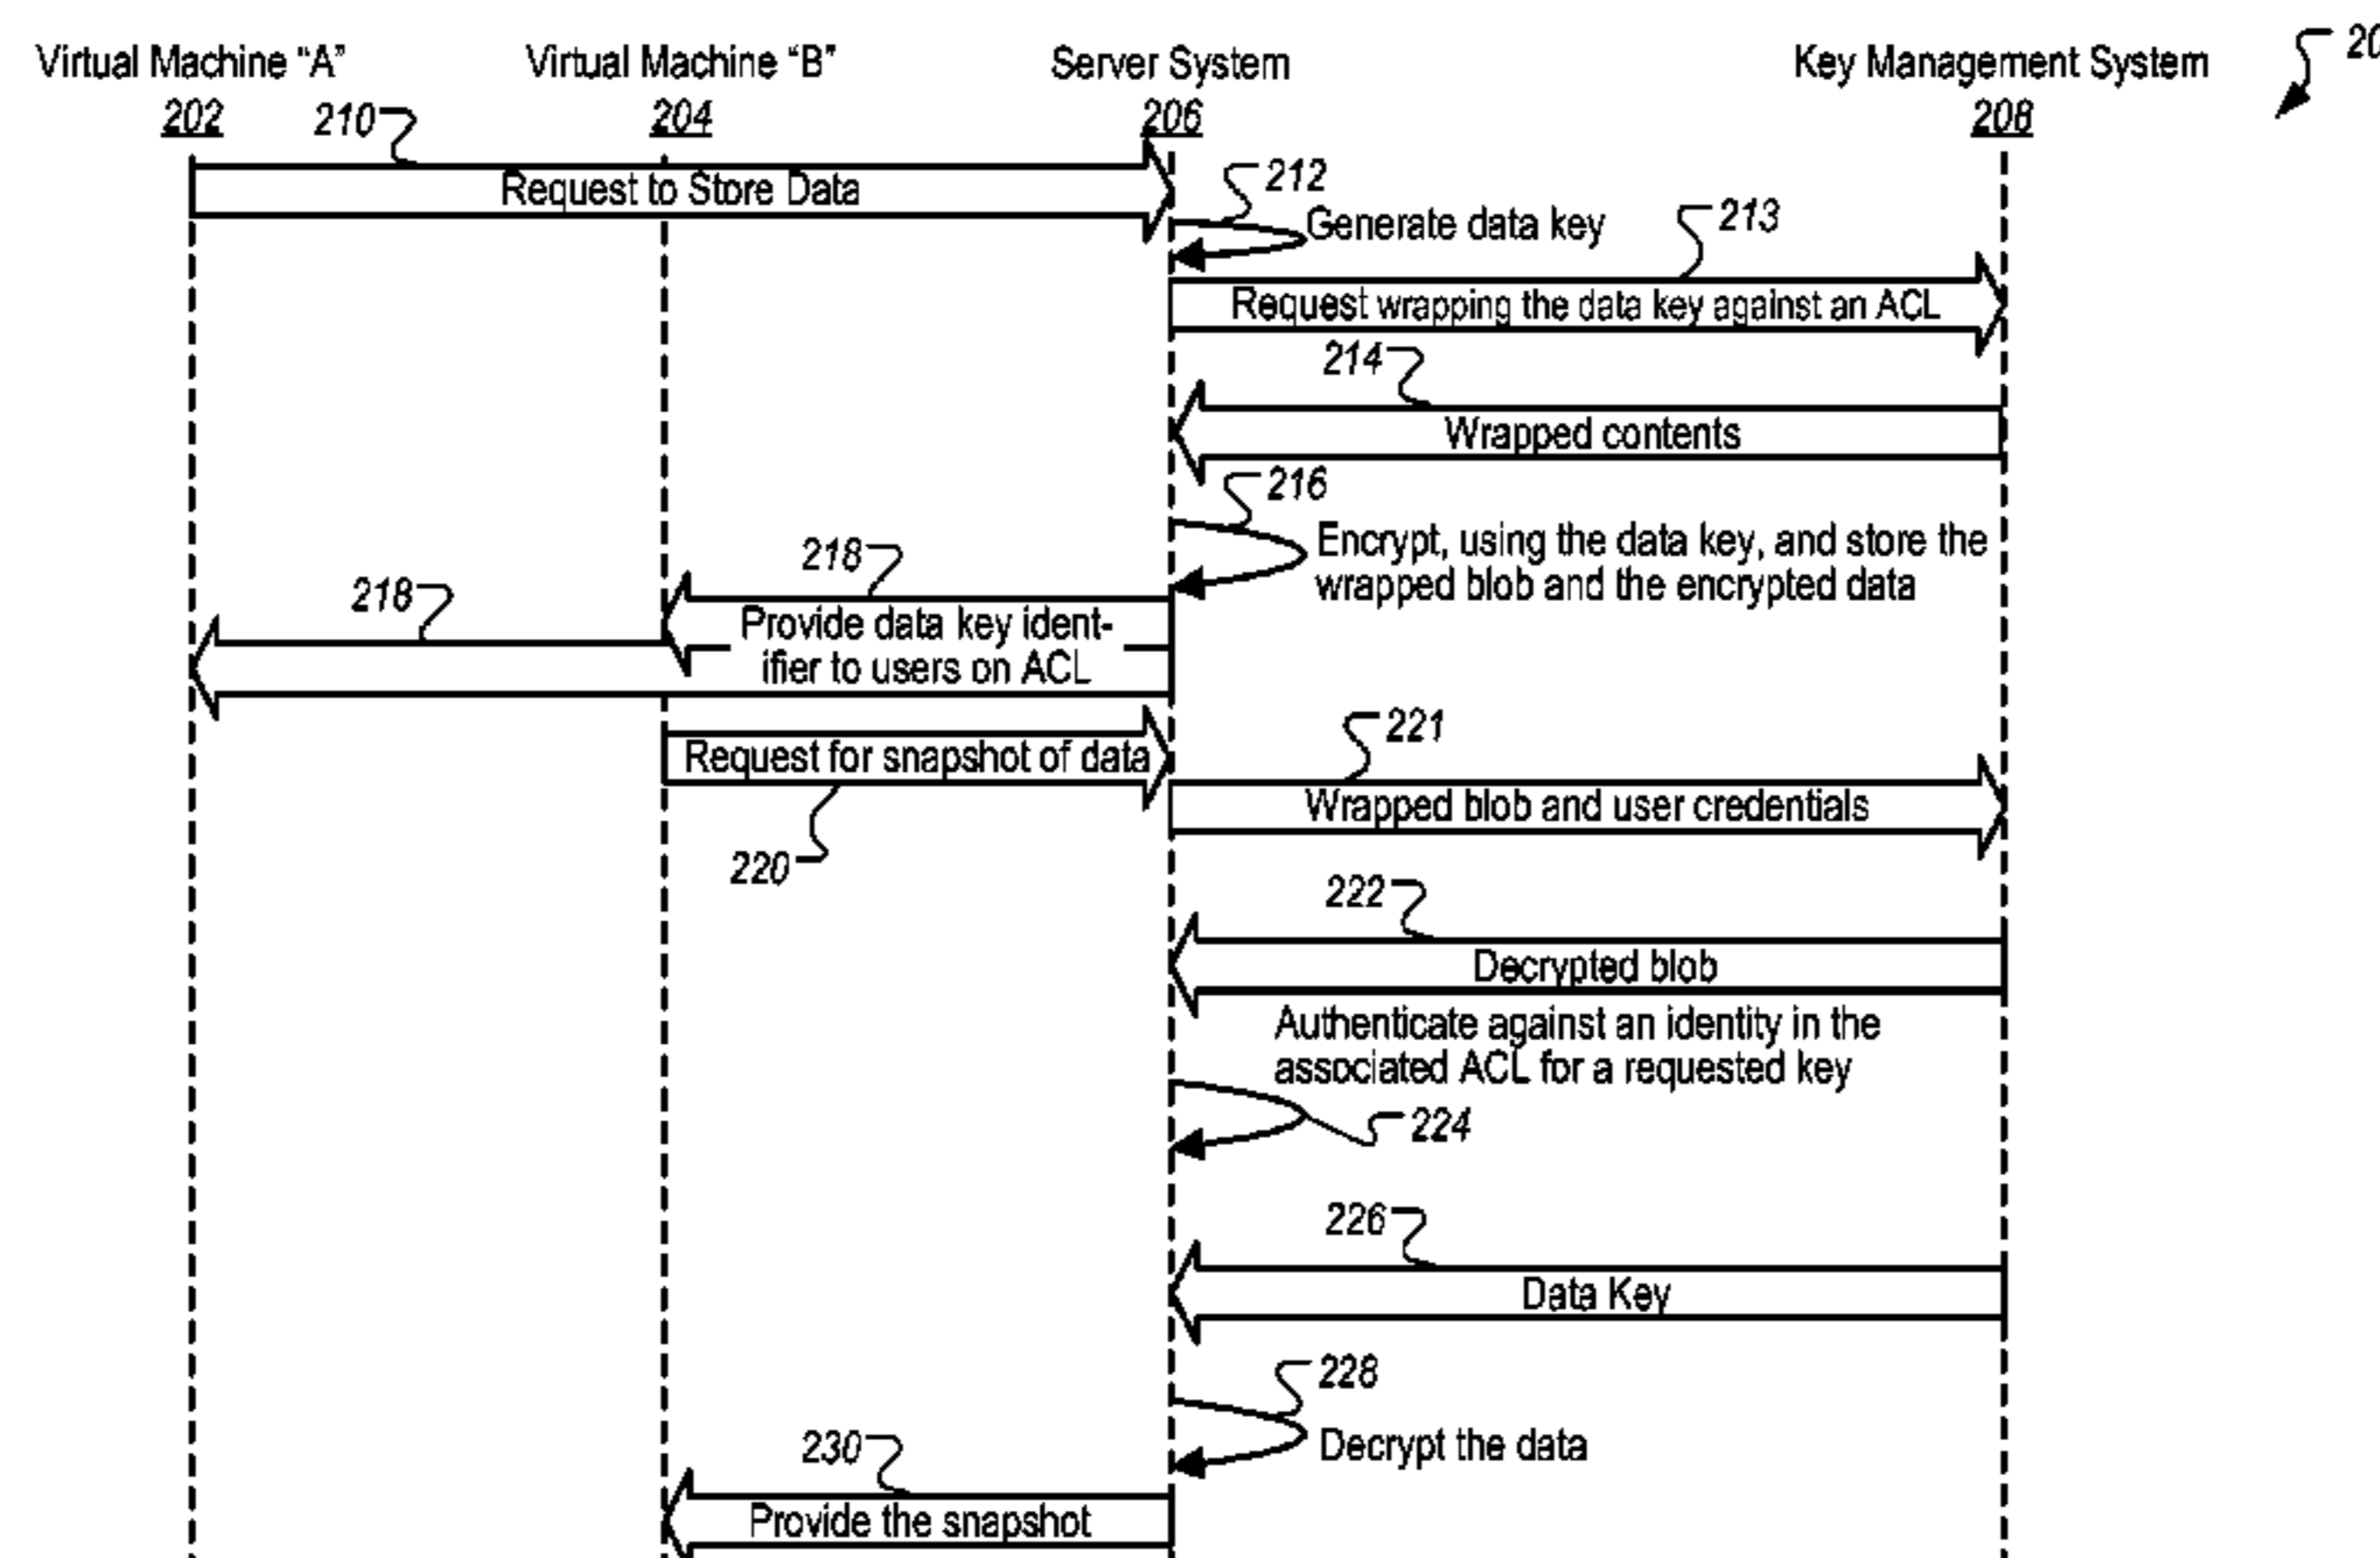 Virtual Machine “A”
Virtual Machine “B”
Server System
Key Management System
20
202
204
206
208
210
Request to Store Data
212
Generate data key
213
Request wrapping the data key against an ACL
214
Wrapped contents
216
Encrypt, using the data key, and store the
wrapped blob and the encrypted data
218
218
Provide data key ident-
ifier to users on ACL
Request for snapshot of data
220
221
Wrapped blob and user credentials
222
Decrypted blob
Authenticate against an identity in the
associated ACL for a requested key
224
226
Data Key
228
Decrypt the data
230
Provide the snapshot